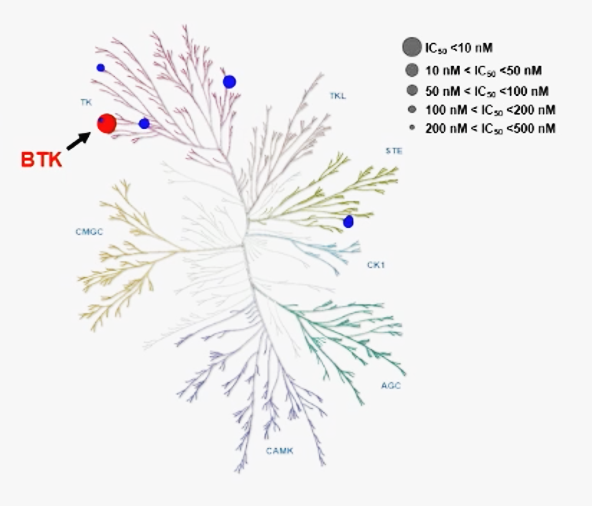 IC50 <10 nM
10 nM < IC50 <50 nM
50 nM < IC50 <100 nM
100 nM < IC50 <200 nM
200 nM < IC50 <500 nM
TK
TKL
BTK
STE
CMGC
CK1
AGC
CAMK